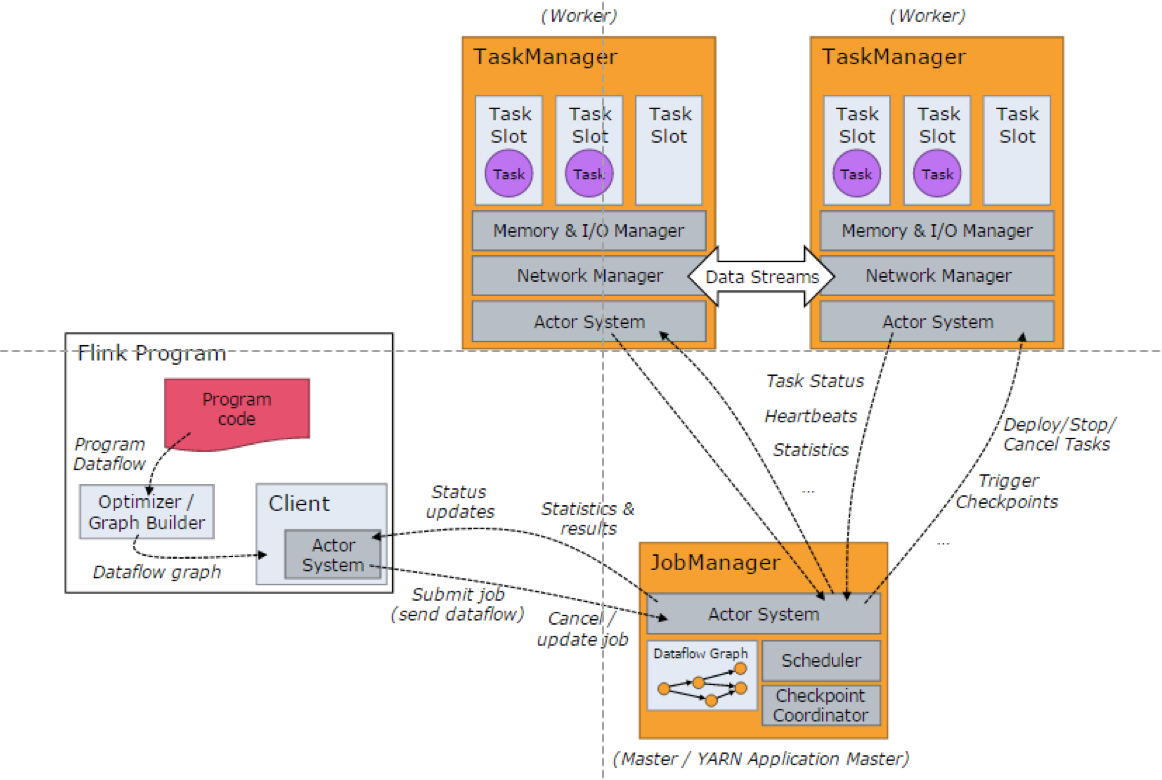 (Worker)
(Worker)
TaskManager
TaskManager
Task
Slot
Task
Slot
Task
Slot
Task
Slot
Task
Slot
Task
Slot
Task
Task
Task
Task
Memory & I/O Manager
Memory & I/O Manager
Network Manager
Data Streams
Network Manager
Actor System
Actor System
Flink Program
Program
code
Program
Dataflow
Optimizer /
Graph Builder
Client
Actor
System
Dataflow graph
Status
updates
Statistics &
results
Submit job
(send dataflow)
Cancel /
update job
Task Status
Heartbeats
Statistics
...
Deploy/Stop/
Cancel Tasks
Trigger
Checkpoints
...
JobManager
Actor System
Dataflow Graph
Scheduler
Checkpoint
Coordinator
(Master / YARN Application Master)